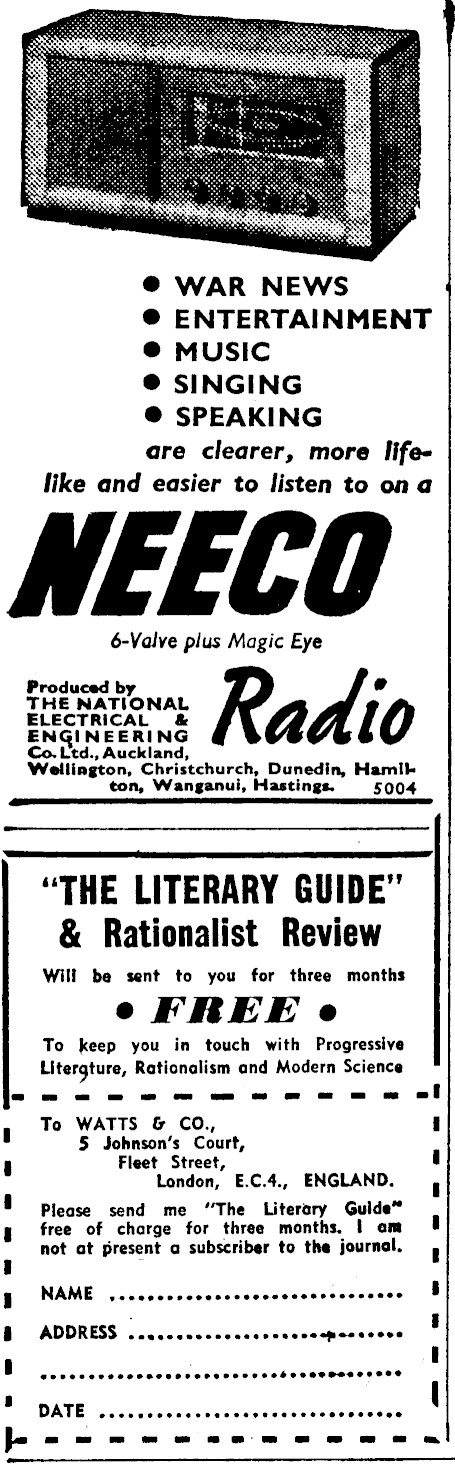 • WAR NEWS
• ENTERTAINMENT
• MUSIC
• SINGING
• SPEAKING
are clearer, more life-
like and easier to listen to on a
NEECO
6-Valve plus Magic Eye
Radio
Produced by
THE NATIONAL
ELECTRICAL &
ENGINEERING
Co. Ltd., Auckland,
Wellington, Christchurch, Dunedin, Hamil-
ton, Wanganui, Hastings. 5004
"THE LITERARY GUIDE"
& Rationalist Review
Will be sent to you for three months
• FREE •
To keep you in touch with Progressive
Literature, Rationalism and Modern Science
To WATTS & CO.,
5 Johnson's Court,
Fleet Street,
London, E.C.4., ENGLAND.
Please send me "The Literary Guide"
free of charge for three months. I am
not at present a subscriber to the journal.
NAME ................................
ADDRESS ..............................
........................................
DATE .................................